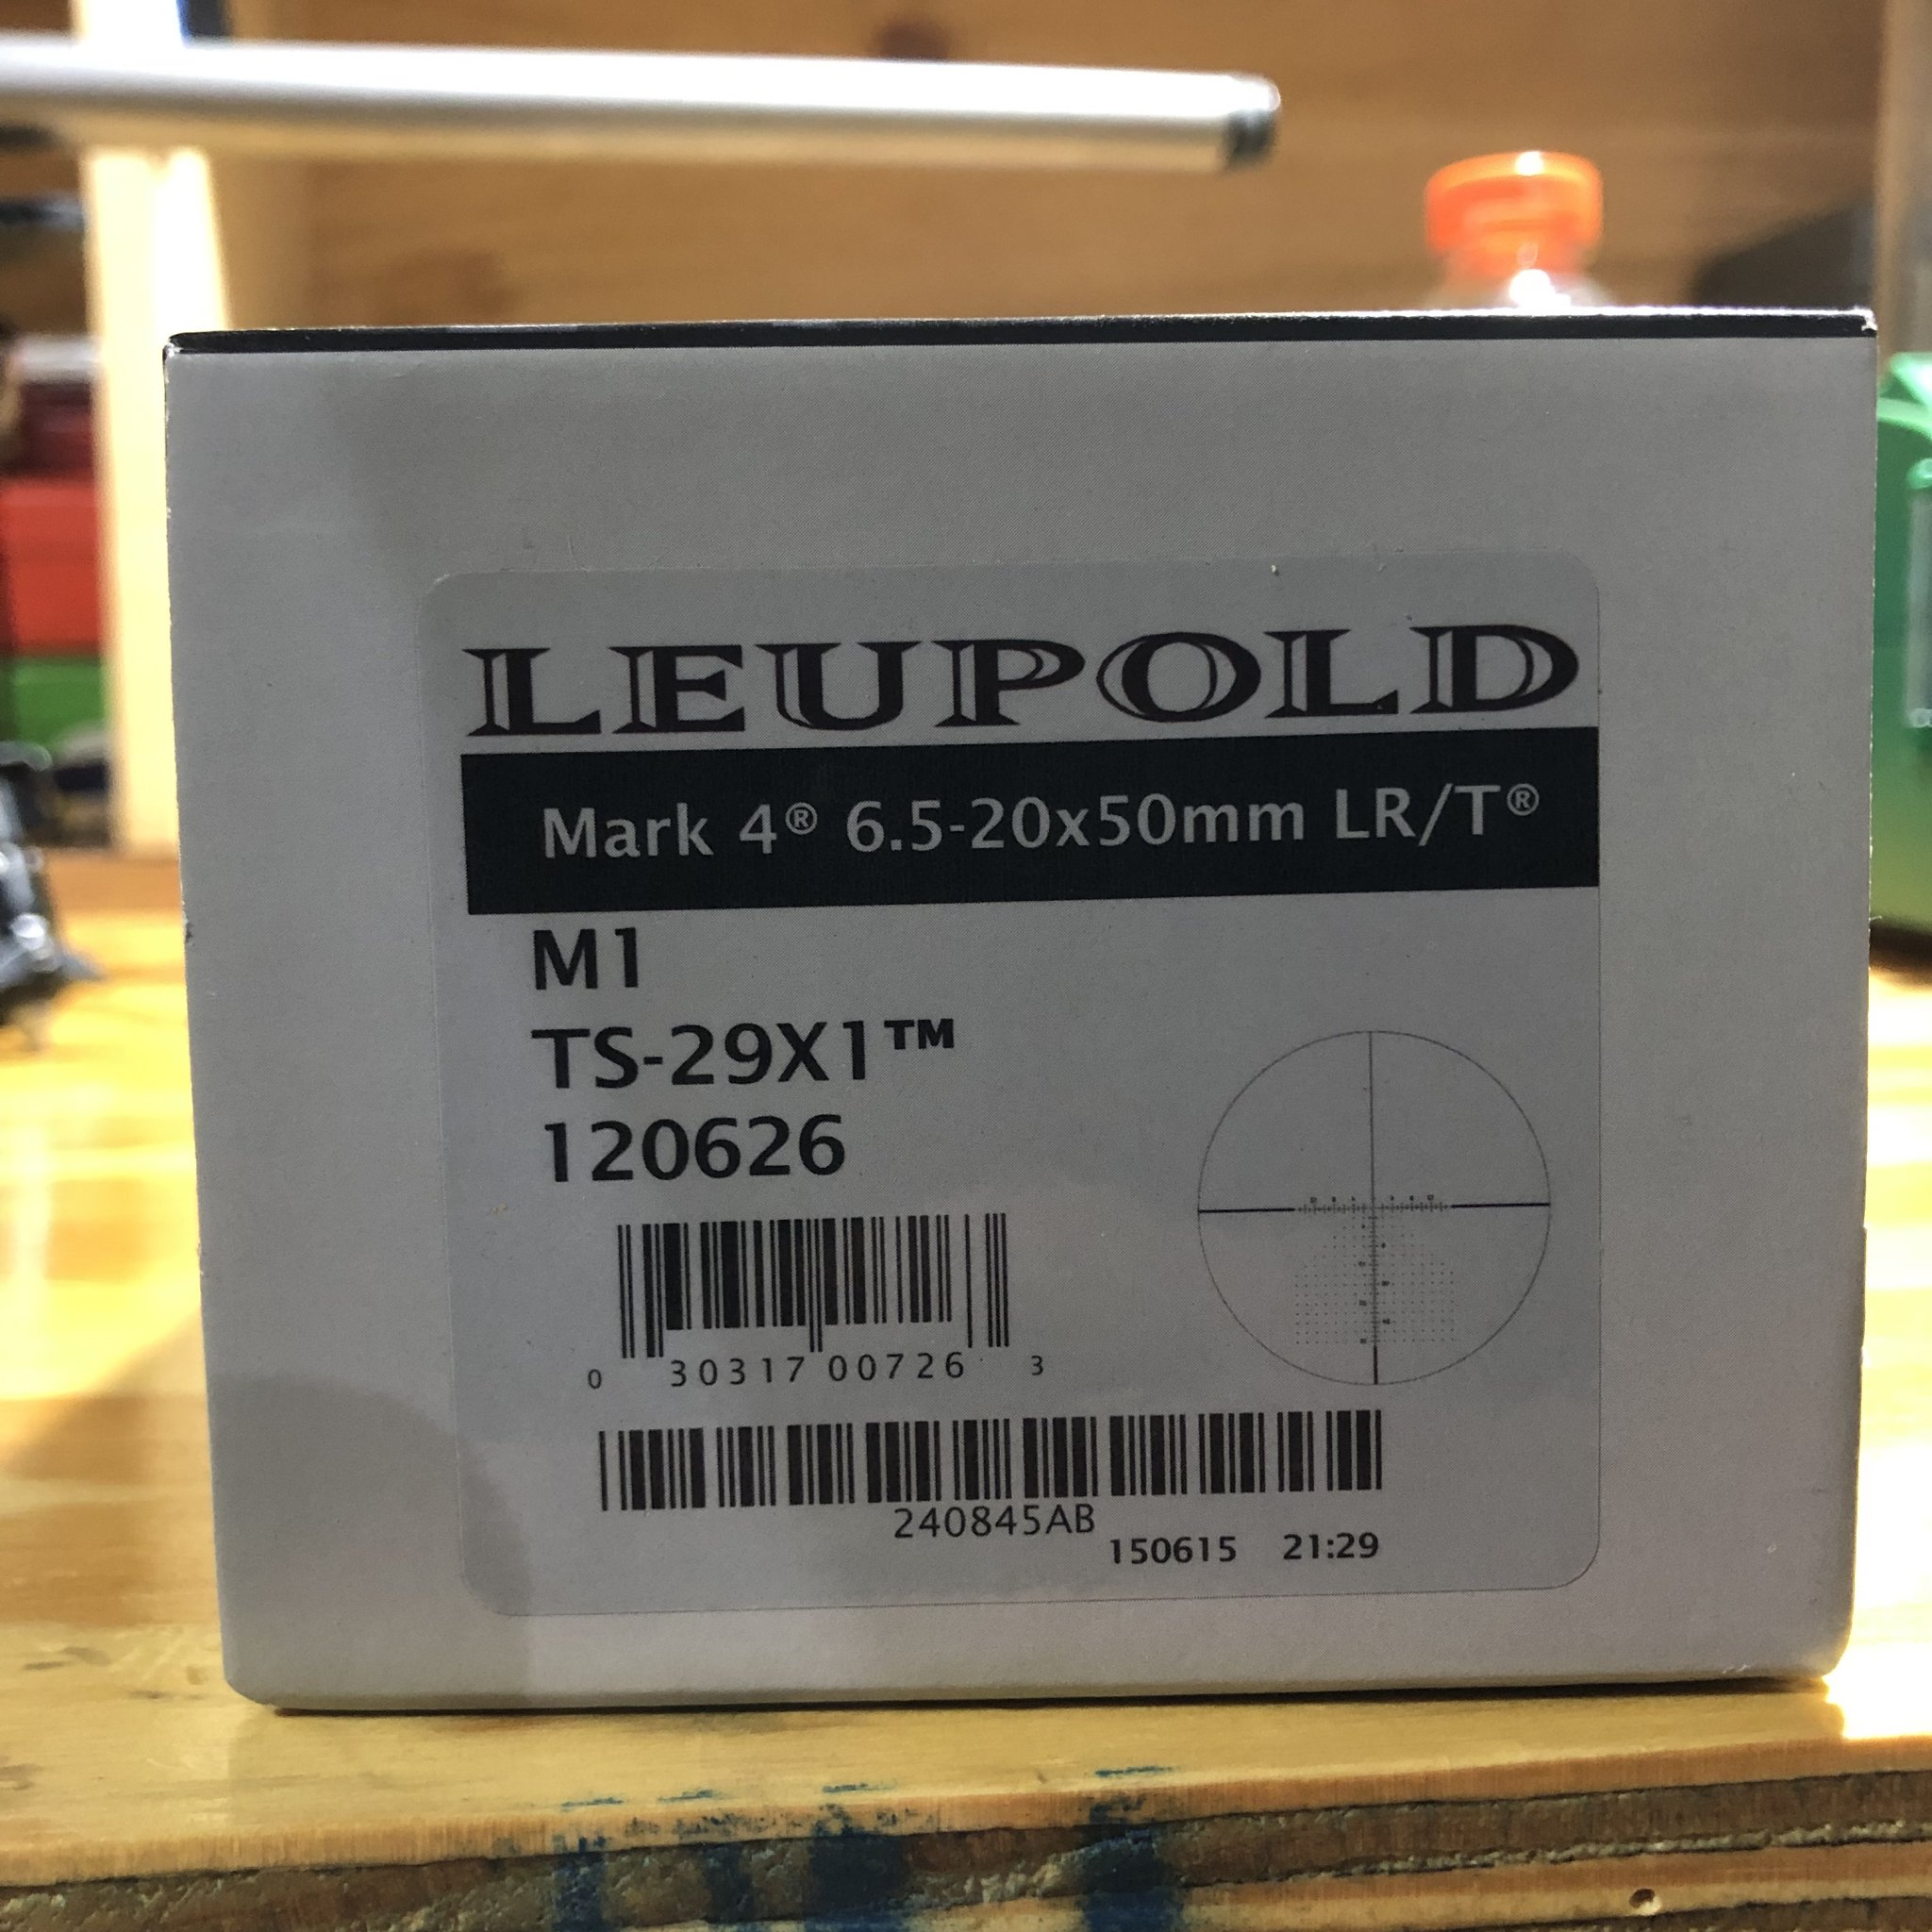 LEUPOLD
Mark 4® 6.5-20x50mm LR/T®
M1
TS-29X1™
120626
0 30317 00726 3
240845AB
150615 21:29